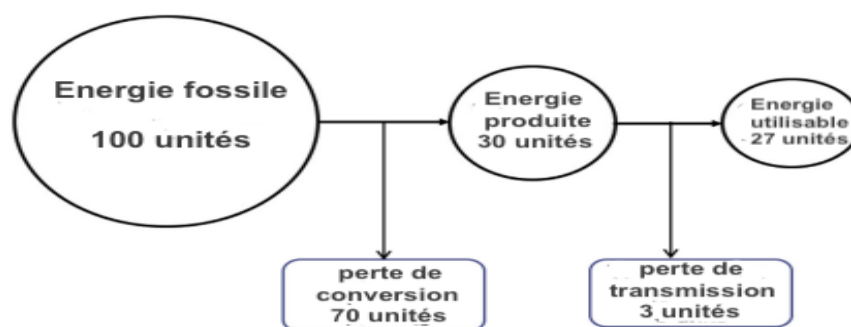 Energie fossile
100 unités
Energie
produite
30 unités
Energie
utilisable
27 unités
perte de
conversion
70 unités
perte de
transmission
3 unités